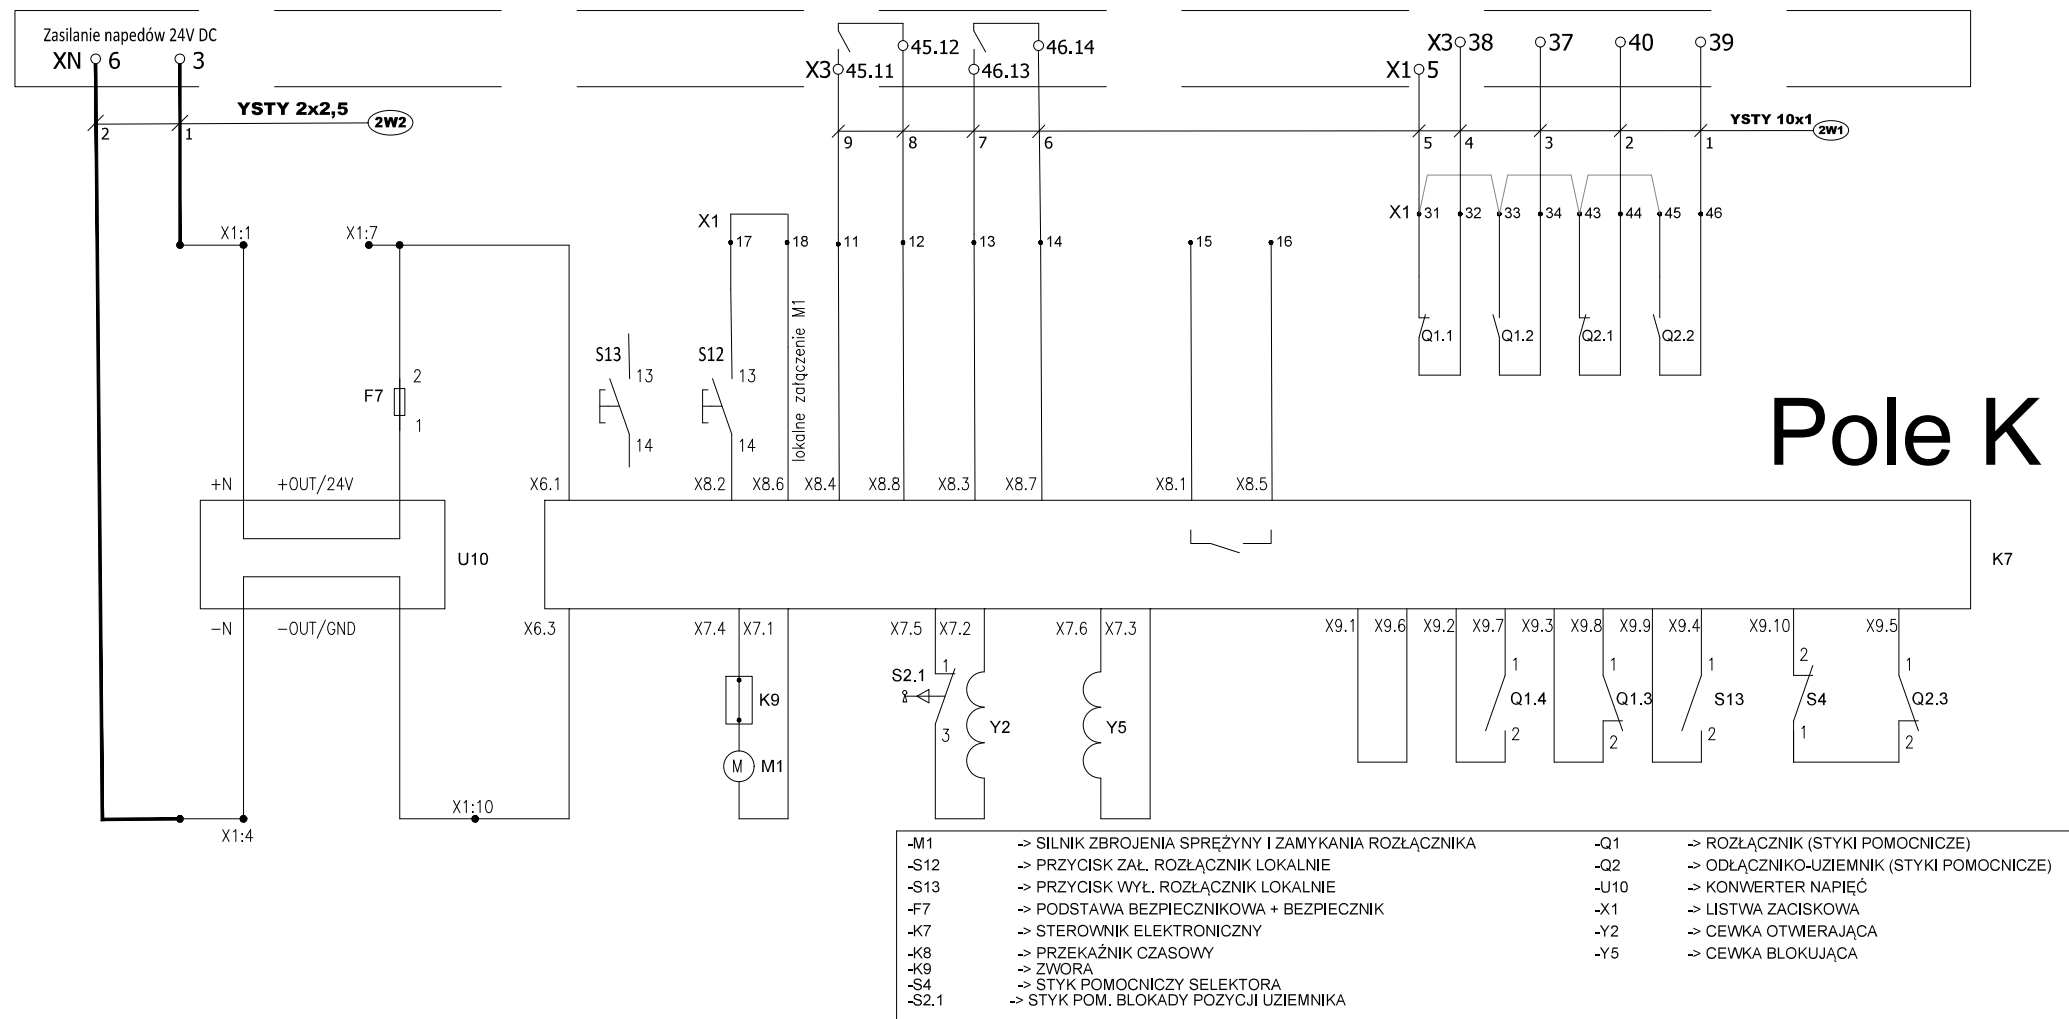 Zasilanie napedów 24V DC
XN 6 3
X3 45.11 45.12 46.13 46.14
X1 5 X3 38 37 40 39
YSTY 2x2,5 2W2
2 1
YSTY 10x1 2W1
9 8 7 6 5 4 3 2 1
X1 31 32 33 34 43 44 45 46
X1:1 X1:7
X1
17 18 11 12 13 14 15 16
lokalne załączenie M1
Q1.1 Q1.2 Q2.1 Q2.2
S13 13 14
S12 13 14
F7 2 1
Pole K
+N +OUT/24V X6.1 X8.2 X8.6 X8.4 X8.8 X8.3 X8.7 X8.1 X8.5
U10 K7
-N -OUT/GND X6.3 X7.4 X7.1 X7.5 X7.2 X7.6 X7.3 X9.1 X9.6 X9.2 X9.7 X9.3 X9.8 X9.9 X9.4 X9.10 X9.5
K9
M M1
S2.1 1 3
Y2
Y5
1 Q1.4 2
1 Q1.3 2
1 S13 2
2 S4 1
1 Q2.3 2
X1:10
X1:4
-M1 -> SILNIK ZBROJENIA SPRĘŻYNY I ZAMYKANIA ROZŁĄCZNIKA
-S12 -> PRZYCISK ZAŁ. ROZŁĄCZNIK LOKALNIE
-S13 -> PRZYCISK WYŁ. ROZŁĄCZNIK LOKALNIE
-F7 -> PODSTAWA BEZPIECZNIKOWA + BEZPIECZNIK
-K7 -> STEROWNIK ELEKTRONICZNY
-K8 -> PRZEKAŹNIK CZASOWY
-K9 -> ZWORA
-S4 -> STYK POMOCNICZY SELEKTORA
-S2.1 -> STYK POM. BLOKADY POZYCJI UZIEMNIKA
-Q1 -> ROZŁĄCZNIK (STYKI POMOCNICZE)
-Q2 -> ODŁĄCZNIKO-UZIEMNIK (STYKI POMOCNICZE)
-U10 -> KONWERTER NAPIĘĆ
-X1 -> LISTWA ZACISKOWA
-Y2 -> CEWKA OTWIERAJĄCA
-Y5 -> CEWKA BLOKUJĄCA